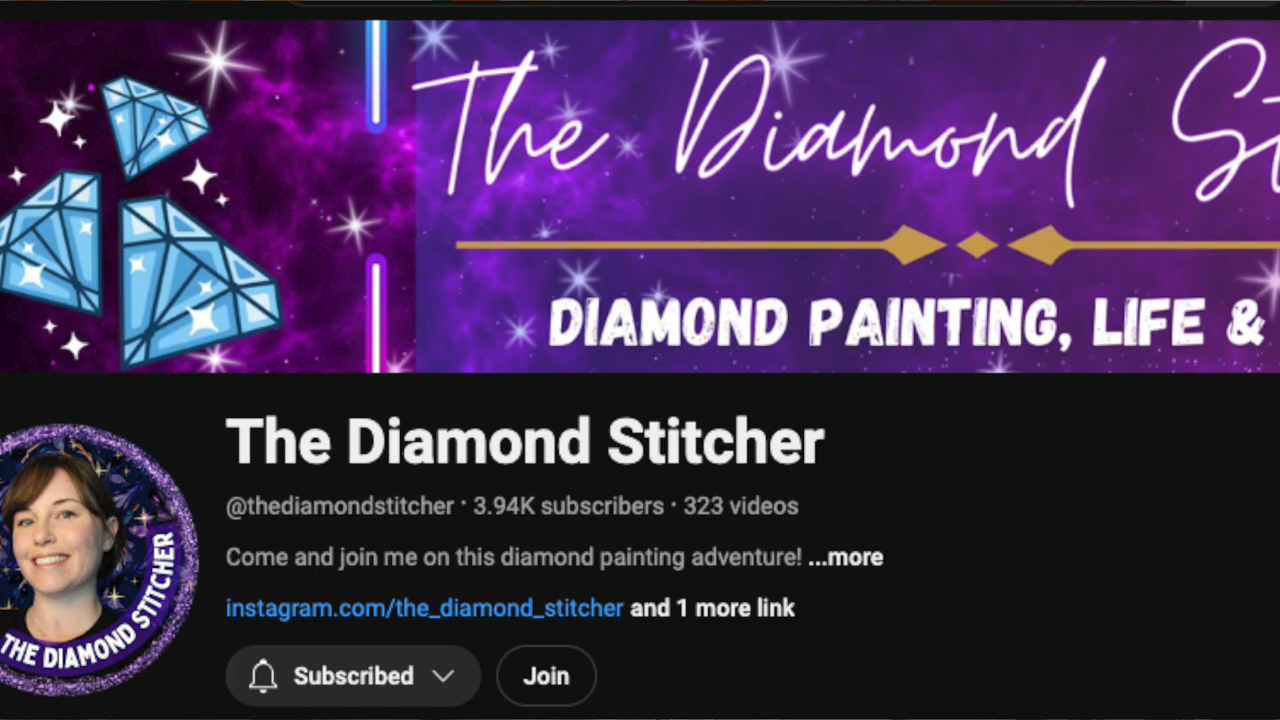 The Diamond St
DIAMOND PAINTING, LIFE &
The Diamond Stitcher
@thediamondstitcher · 3.94K subscribers · 323 videos
Come and join me on this diamond painting adventure! ...more
instagram.com/the_diamond_stitcher and 1 more link
THE DIAMOND STITCHER
Subscribed
Join